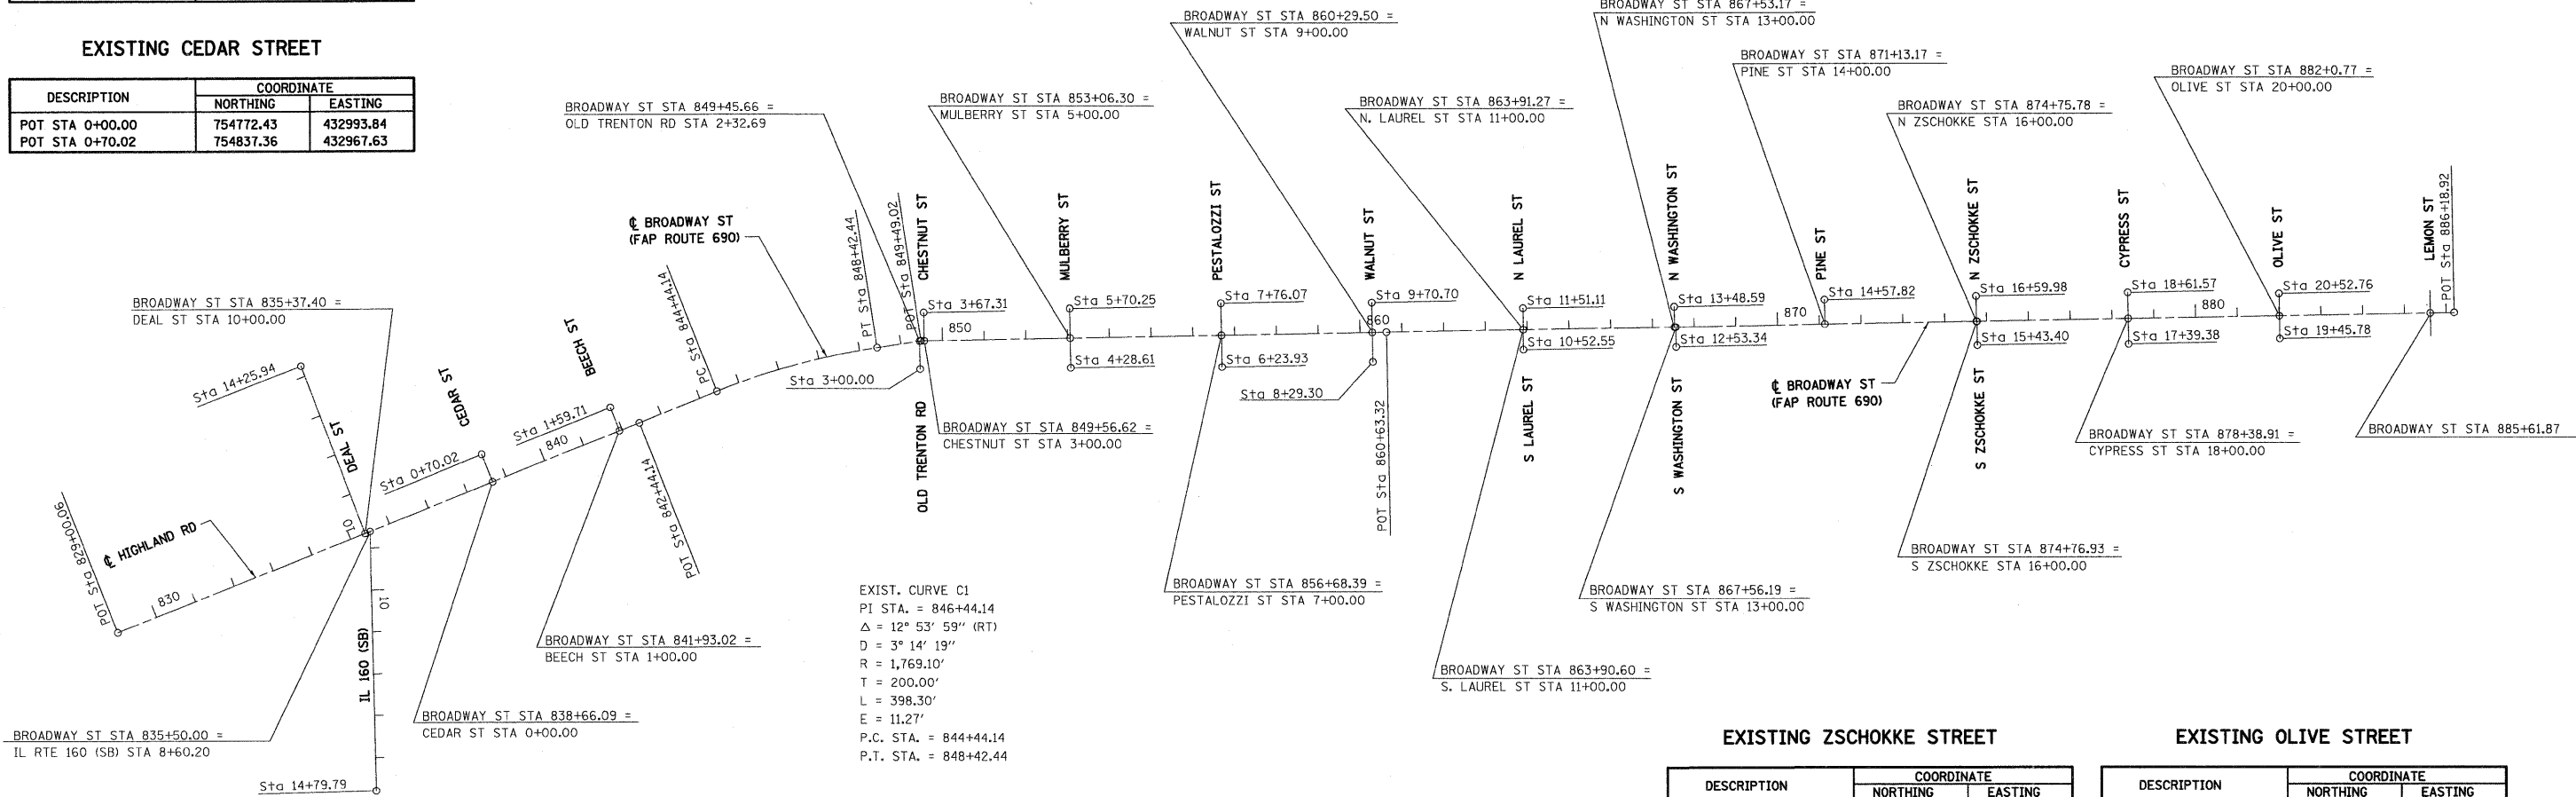 EXISTING CEDAR STREET
DESCRIPTION COORDINATE
NORTHING EASTING
POT STA 0+00.00 754772.43 432993.84
POT STA 0+70.02 754837.36 432967.63
BROADWAY ST STA 860+29.50 =
WALNUT ST STA 9+00.00
BROADWAY ST STA 867+53.17 =
N WASHINGTON ST STA 13+00.00
BROADWAY ST STA 871+13.17 =
PINE ST STA 14+00.00
BROADWAY ST STA 882+0.77 =
OLIVE ST STA 20+00.00
BROADWAY ST STA 849+45.66 =
OLD TRENTON RD STA 2+32.69
BROADWAY ST STA 853+06.30 =
MULBERRY ST STA 5+00.00
BROADWAY ST STA 863+91.27 =
N. LAUREL ST STA 11+00.00
BROADWAY ST STA 874+75.78 =
N ZSCHOKKE STA 16+00.00
℄ BROADWAY ST
(FAP ROUTE 690)
PT Sta 848+42.44
POT Sta 849+49.02
CHESTNUT ST
MULBERRY ST
PESTALOZZI ST
WALNUT ST
N LAUREL ST
N WASHINGTON ST
PINE ST
N ZSCHOKKE ST
CYPRESS ST
OLIVE ST
LEMON ST
POT Sta 886+18.92
BROADWAY ST STA 835+37.40 =
DEAL ST STA 10+00.00
Sta 14+25.94
DEAL ST
CEDAR ST
BEECH ST
PC Sta 844+44.14
Sta 3+67.31
850
Sta 5+70.25
Sta 7+76.07
Sta 9+70.70
860
Sta 11+51.11
Sta 13+48.59
870
Sta 14+57.82
Sta 16+59.98
Sta 18+61.57
880
Sta 20+52.76
Sta 3+00.00
Sta 4+28.61
Sta 6+23.93
Sta 8+29.30
Sta 10+52.55
Sta 12+53.34
Sta 15+43.40
Sta 17+39.38
Sta 19+45.78
℄ BROADWAY ST
(FAP ROUTE 690)
Sta 1+59.71
840
Sta 0+70.02
10
POT Sta 842+44.14
OLD TRENTON RD
BROADWAY ST STA 849+56.62 =
CHESTNUT ST STA 3+00.00
POT Sta 860+63.32
S LAUREL ST
S WASHINGTON ST
S ZSCHOKKE ST
BROADWAY ST STA 878+38.91 =
CYPRESS ST STA 18+00.00
BROADWAY ST STA 885+61.87
POT Sta 829+00.06
℄ HIGHLAND RD
830
10
IL 160 (SB)
BROADWAY ST STA 874+76.93 =
S ZSCHOKKE STA 16+00.00
BROADWAY ST STA 856+68.39 =
PESTALOZZI ST STA 7+00.00
BROADWAY ST STA 867+56.19 =
S WASHINGTON ST STA 13+00.00
BROADWAY ST STA 841+93.02 =
BEECH ST STA 1+00.00
BROADWAY ST STA 863+90.60 =
S. LAUREL ST STA 11+00.00
BROADWAY ST STA 838+66.09 =
CEDAR ST STA 0+00.00
BROADWAY ST STA 835+50.00 =
IL RTE 160 (SB) STA 8+60.20
Sta 14+79.79
EXIST. CURVE C1
PI STA. = 846+44.14
Δ = 12° 53' 59" (RT)
D = 3° 14' 19"
R = 1,769.10'
T = 200.00'
L = 398.30'
E = 11.27'
P.C. STA. = 844+44.14
P.T. STA. = 848+42.44
EXISTING ZSCHOKKE STREET
DESCRIPTION COORDINATE
NORTHING EASTING
EXISTING OLIVE STREET
DESCRIPTION COORDINATE
NORTHING EASTING